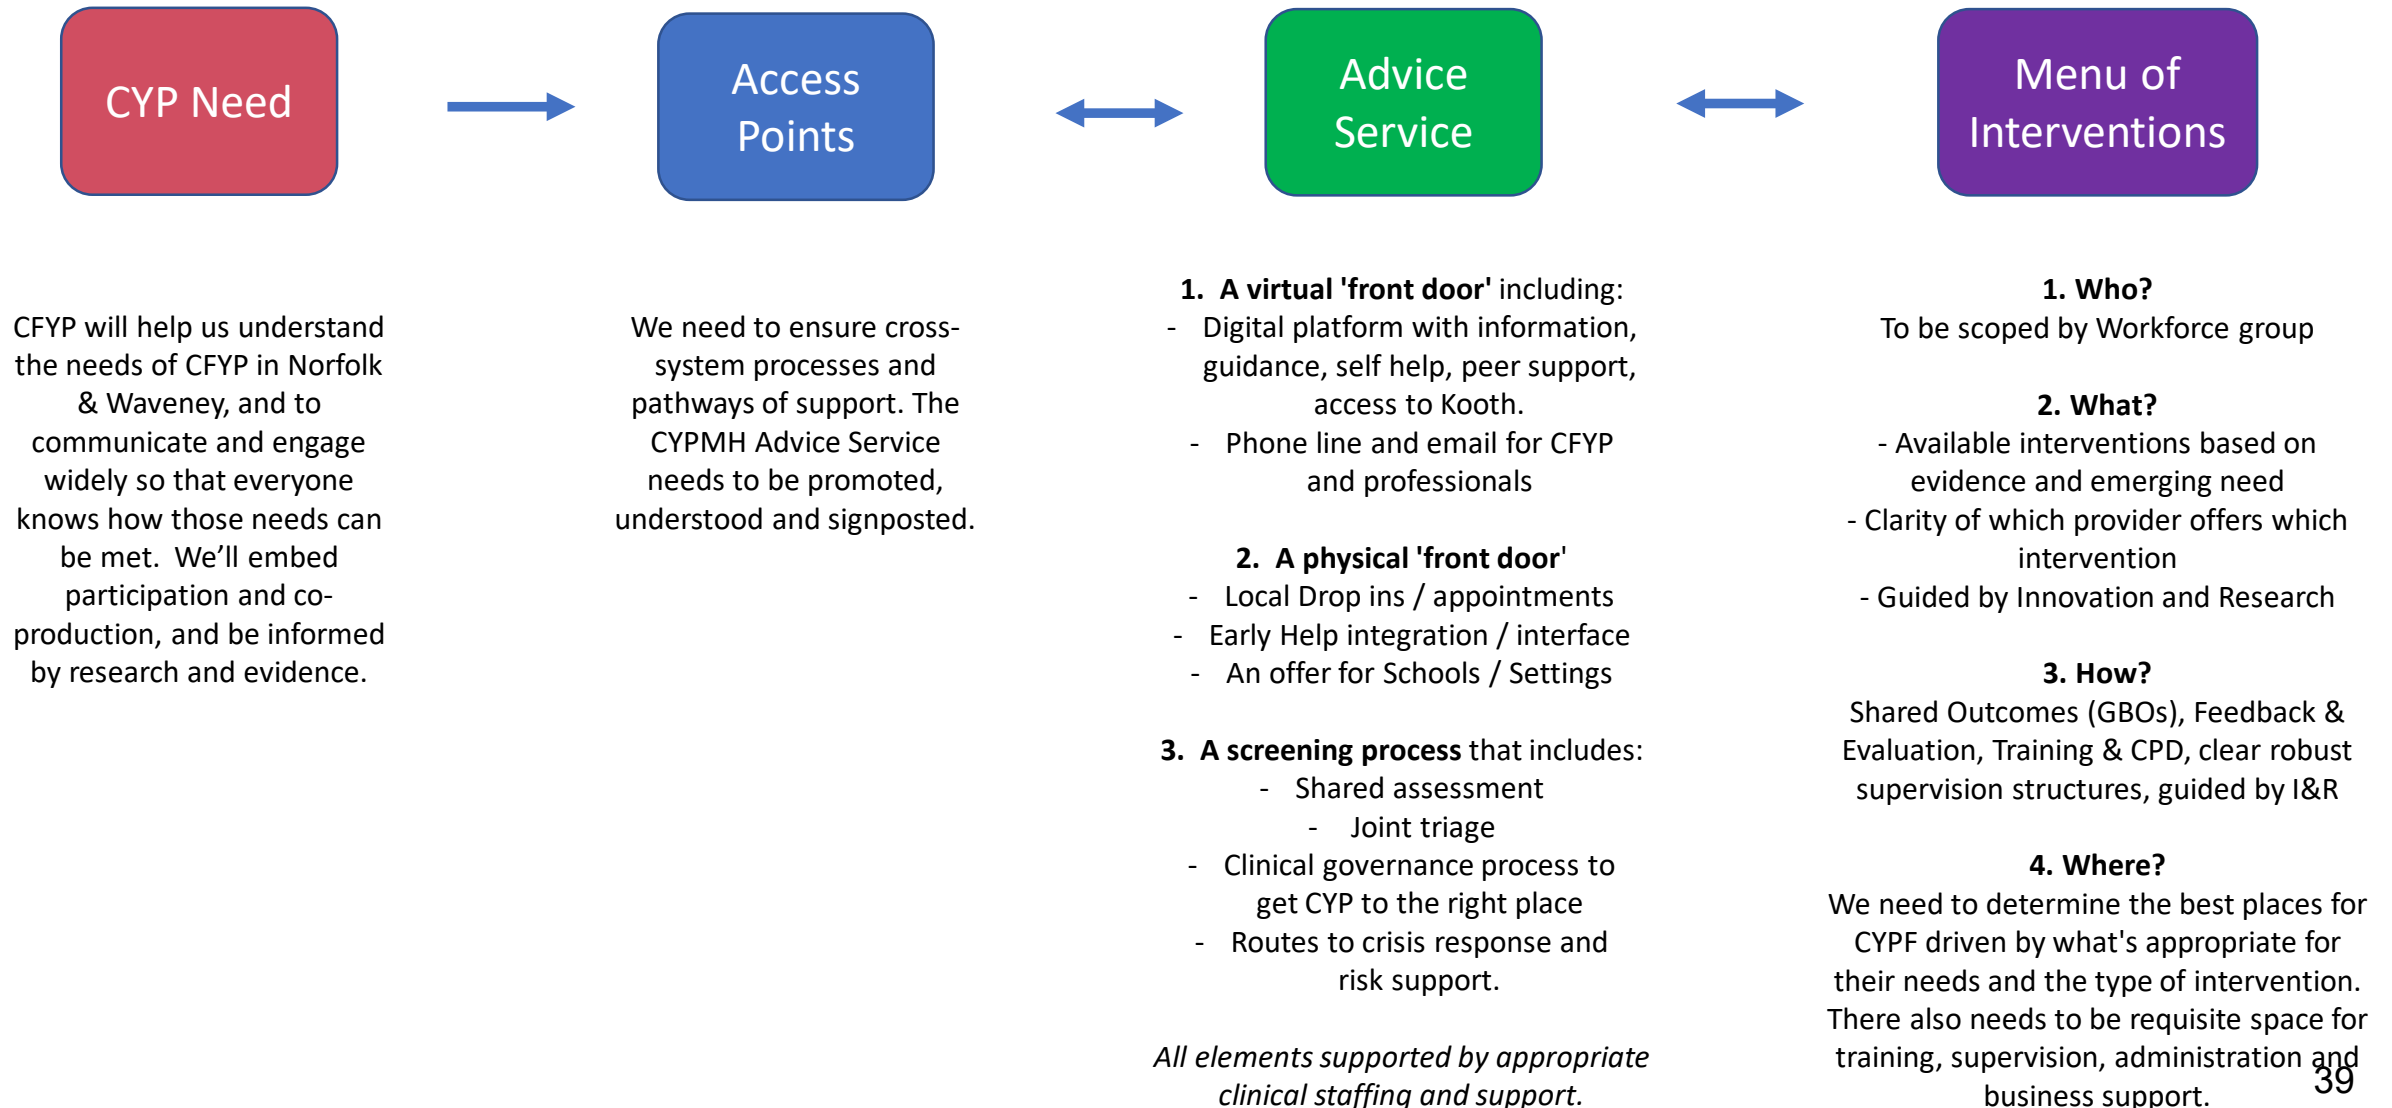 CYP Need
Access
Points
Advice
Service
Menu of
Interventions
CFYP will help us understand
the needs of CFYP in Norfolk
& Waveney, and to
communicate and engage
widely so that everyone
knows how those needs can
be met.  We’ll embed
participation and co-
production, and be informed
by research and evidence.
We need to ensure cross-
system processes and
pathways of support. The
CYPMH Advice Service
needs to be promoted,
understood and signposted.
1.  A virtual 'front door' including:
-   Digital platform with information,
guidance, self help, peer support,
access to Kooth.
-   Phone line and email for CFYP
and professionals
2.  A physical 'front door'
-   Local Drop ins / appointments
-   Early Help integration / interface
-   An offer for Schools / Settings
3.  A screening process that includes:
-   Shared assessment
-   Joint triage
-   Clinical governance process to
get CYP to the right place
-   Routes to crisis response and
risk support.
All elements supported by appropriate
clinical staffing and support.
1. Who?
To be scoped by Workforce group
2. What?
- Available interventions based on
evidence and emerging need
- Clarity of which provider offers which
intervention
- Guided by Innovation and Research
3. How?
Shared Outcomes (GBOs), Feedback &
Evaluation, Training & CPD, clear robust
supervision structures, guided by I&R
4. Where?
We need to determine the best places for
CYPF driven by what's appropriate for
their needs and the type of intervention.
There also needs to be requisite space for
training, supervision, administration and
business support.
39